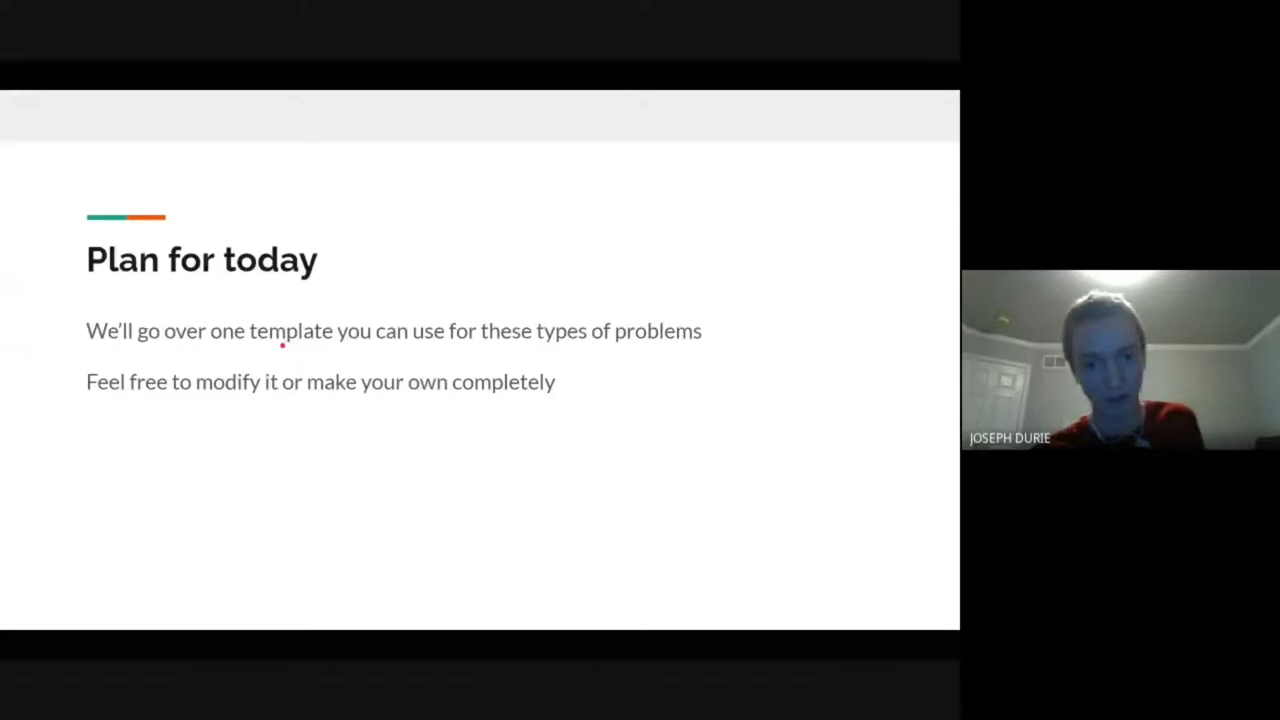 Plan for today
We’ll go over one template you can use for these types of problems
Feel free to modify it or make your own completely
JOSEPH DURIE